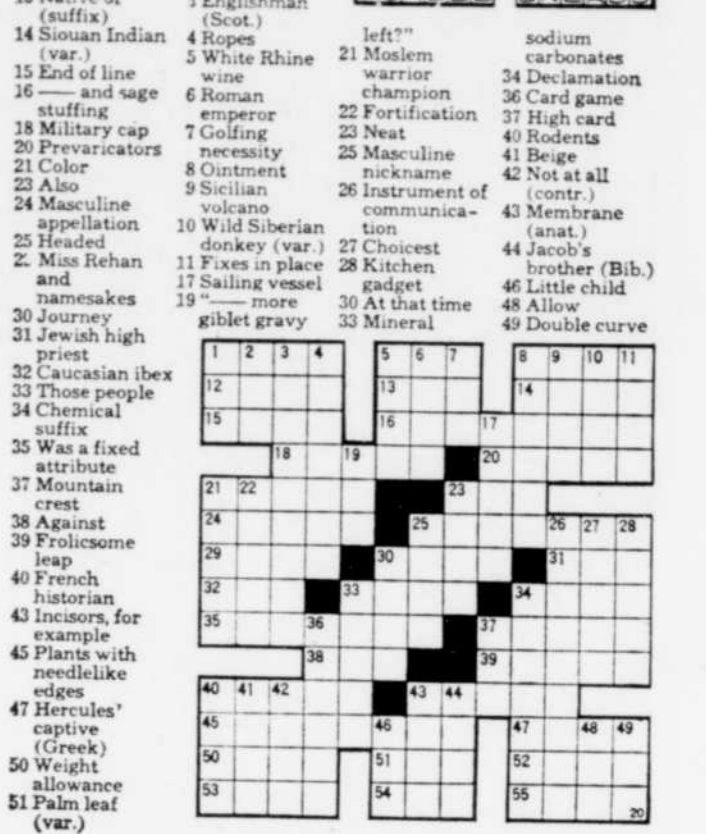 (suffix)
14 Siouan Indian
(var.)
15 End of line
16 —— and sage
stuffing
18 Military cap
20 Prevaricators
21 Color
23 Also
24 Masculine
appellation
25 Headed
Miss Rehan
and
namesakes
30 Journey
31 Jewish high
priest
32 Caucasian ibex
33 Those people
34 Chemical
suffix
35 Was a fixed
attribute
37 Mountain
crest
38 Against
39 Frolicsome
leap
40 French
historian
43 Incisors, for
example
45 Plants with
needlelike
edges
47 Hercules'
captive
(Greek)
50 Weight
allowance
51 Palm leaf
(var.)
Englishman
(Scot.)
4 Ropes
5 White Rhine
wine
6 Roman
emperor
7 Golfing
necessity
8 Ointment
9 Sicilian
volcano
10 Wild Siberian
donkey (var.)
11 Fixes in place
17 Sailing vessel
19 "—— more
giblet gravy
left?"
21 Moslem
warrior
champion
22 Fortification
23 Neat
25 Masculine
nickname
26 Instrument of
communica-
tion
27 Choicest
28 Kitchen
gadget
30 At that time
33 Mineral
sodium
carbonates
34 Declamation
36 Card game
37 High card
40 Rodents
41 Beige
42 Not at all
(contr.)
43 Membrane
(anat.)
44 Jacob's
brother (Bib.)
46 Little child
48 Allow
49 Double curve
1 2 3 4 5 6 7 8 9 10 11
12 13 14
15 16 17
18 19 20
21 22 23
24 25 26 27 28
29 30 31
32 33 34
35 36 37
38 39
40 41 42 43 44
45 46 47 48 49
50 51 52
53 54 55
20